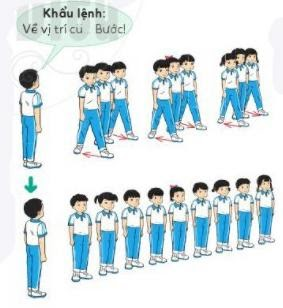 Khẩu lệnh:
Về vị trí cũ... Bước!